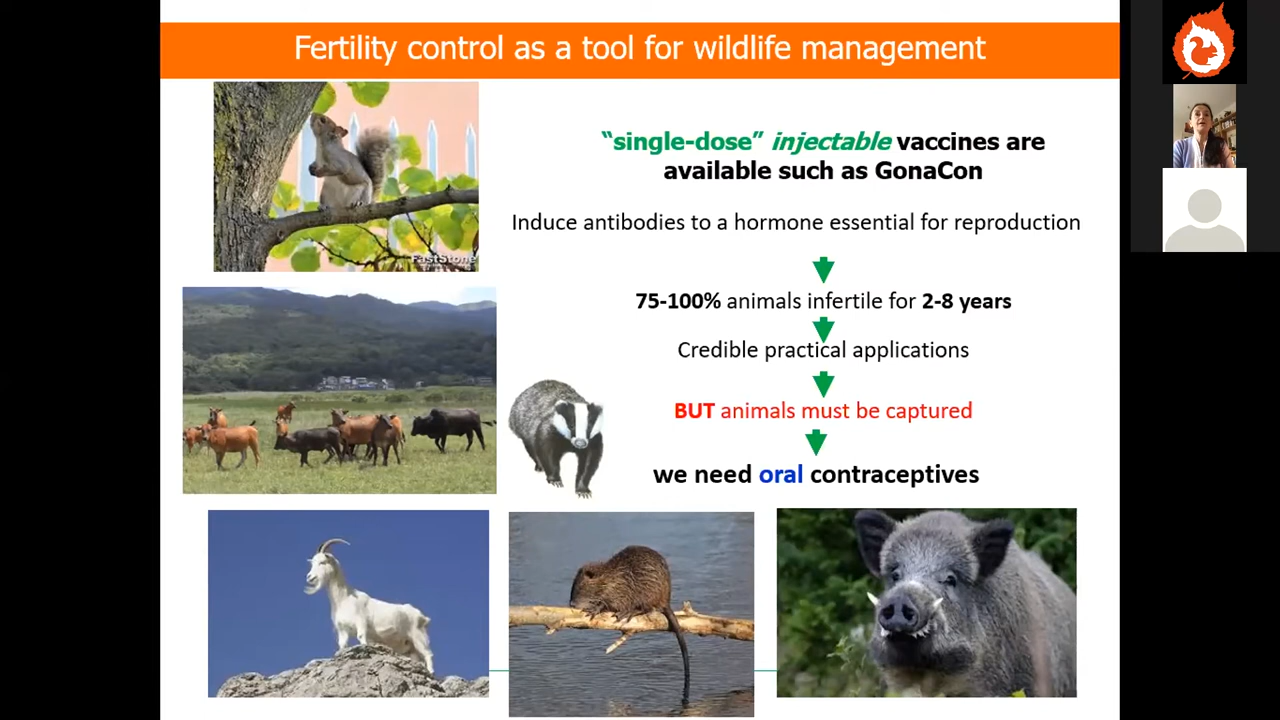 Fertility control as a tool for wildlife management
“single-dose” injectable vaccines are
available such as GonaCon
Induce antibodies to a hormone essential for reproduction
75-100% animals infertile for 2-8 years
Credible practical applications
BUT animals must be captured
we need oral contraceptives
FastStone